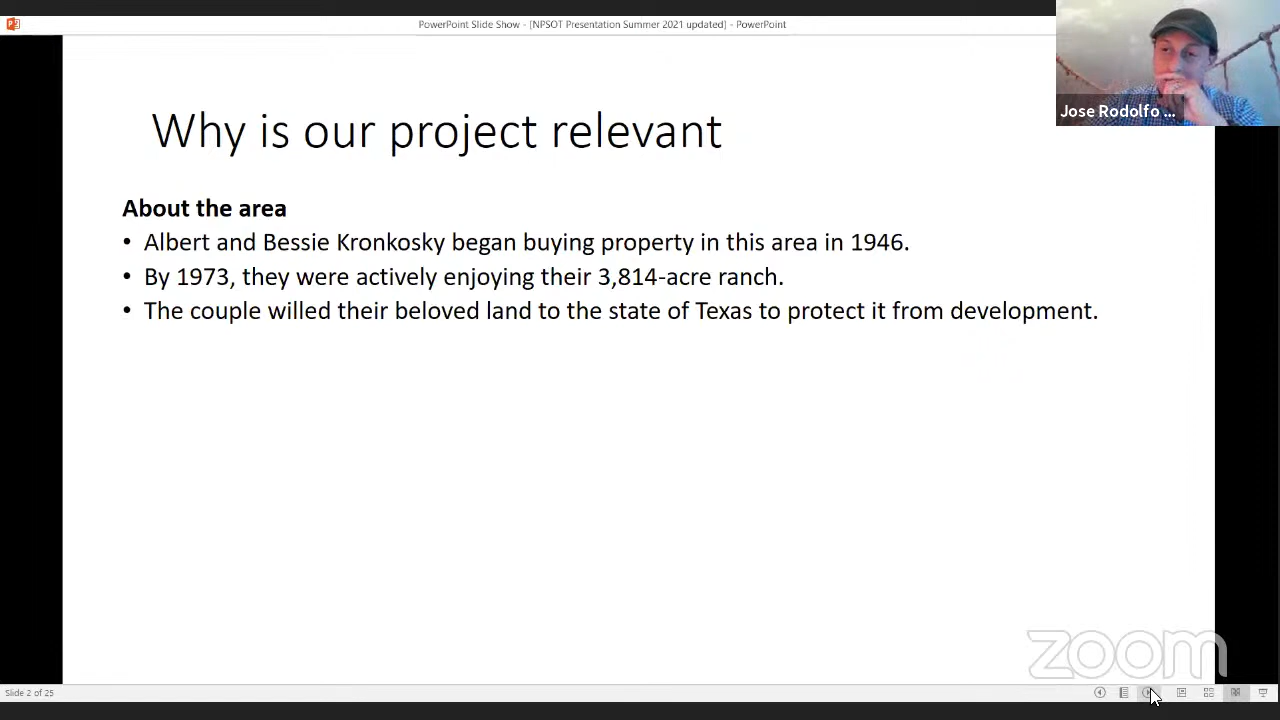 PowerPoint Slide Show - [NPSOT Presentation Summer 2021 updated] - PowerPoint
Jose Rodolfo ...
Why is our project relevant
About the area
• Albert and Bessie Kronkosky began buying property in this area in 1946.
• By 1973, they were actively enjoying their 3,814-acre ranch.
• The couple willed their beloved land to the state of Texas to protect it from development.
zoom
Slide 2 of 25